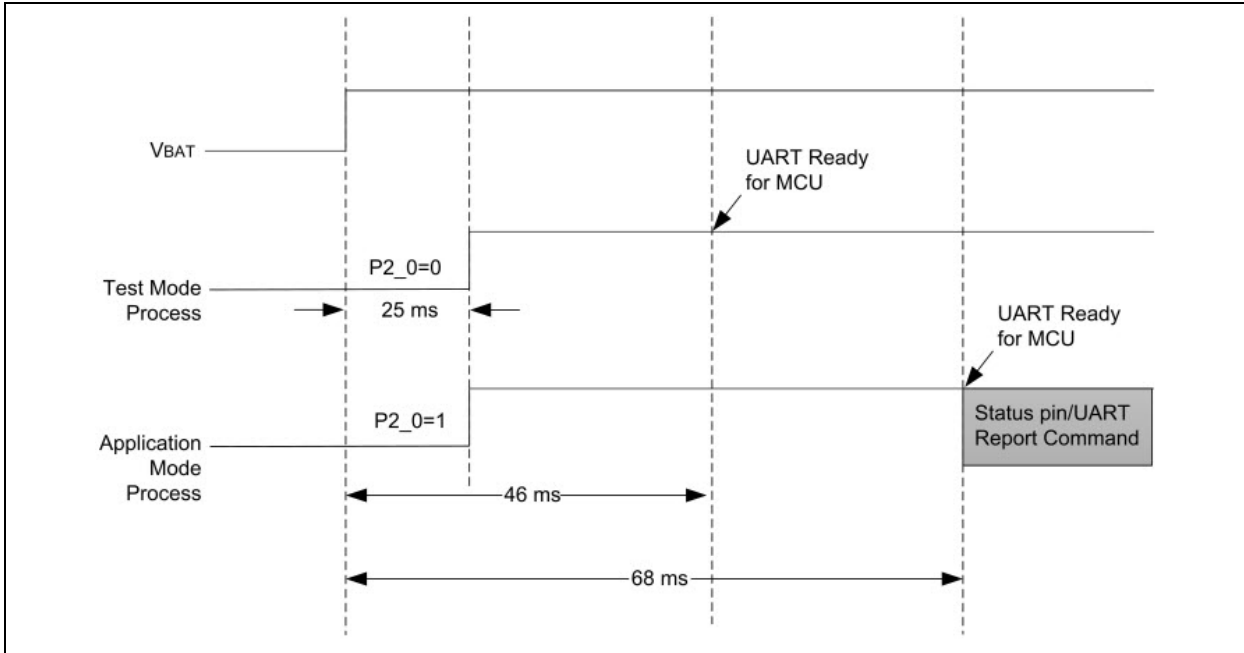 VBAT
UART Ready
for MCU
P2_0=0
Test Mode
Process
25 ms
UART Ready
for MCU
P2_0=1
Status pin/UART
Report Command
Application
Mode
Process
46 ms
68 ms